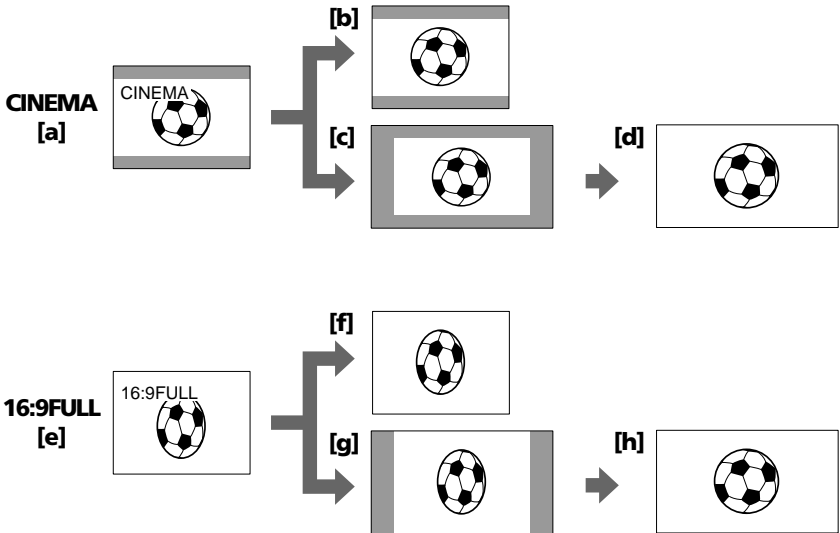 [b]
CINEMA
[a]
CINEMA
[c]
[d]
[f]
16:9FULL
[e]
16:9FULL
[g]
[h]